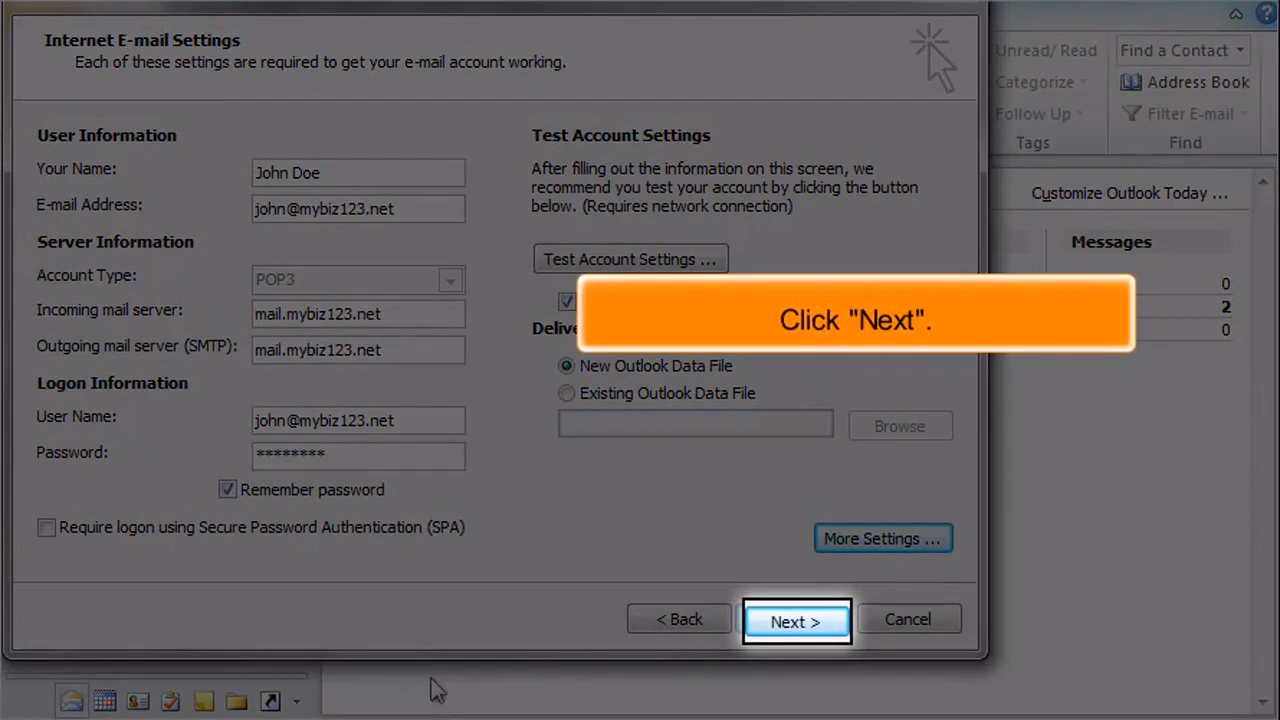 Internet E-mail Settings
Each of these settings are required to get your e-mail account working.
User Information
Your Name:
John Doe
E-mail Address:
john@mybiz123.net
Server Information
Account Type:
POP3
Incoming mail server:
mail.mybiz123.net
Outgoing mail server (SMTP):
mail.mybiz123.net
Logon Information
User Name:
john@mybiz123.net
Password:
********
Remember password
Require logon using Secure Password Authentication (SPA)
Test Account Settings
After filling out the information on this screen, we
recommend you test your account by clicking the button
below. (Requires network connection)
Test Account Settings ...
Click "Next".
New Outlook Data File
Existing Outlook Data File
Browse
More Settings ...
< Back
Next >
Cancel
Unread/ Read
Categorize
Follow Up
Tags
Find a Contact
Address Book
Filter E-mail
Find
Customize Outlook Today ...
Messages
0
2
0